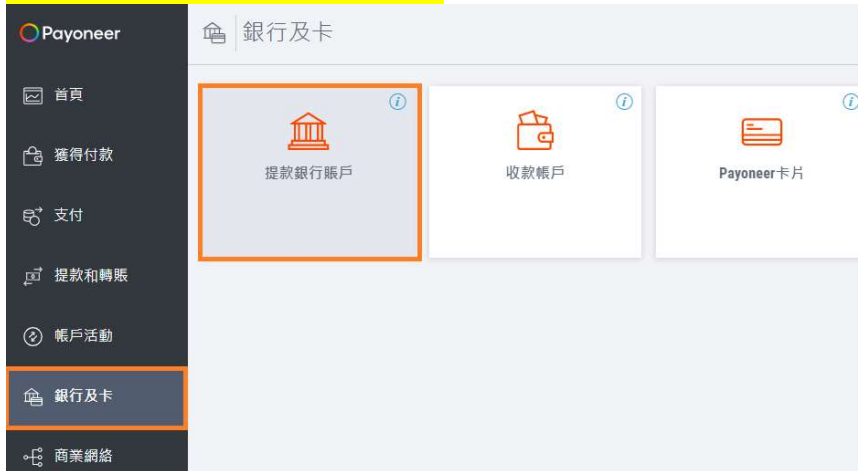 Payoneer
首頁
獲得付款
支付
提款和轉賬
帳戶活動
銀行及卡
商業網絡
銀行及卡
提款銀行賬戶
收款帳戶
Payoneer卡片